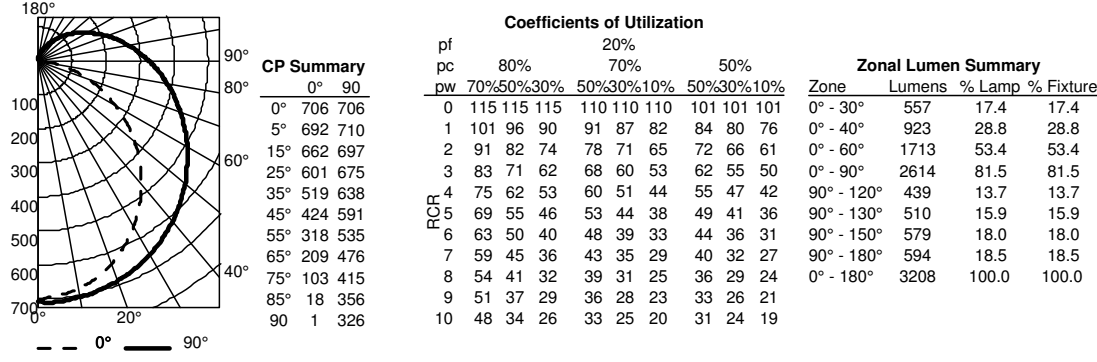 180°
90°
80°
60°
40°
100
200
300
400
500
600
700
0°
20°
0°
90°
CP Summary
0° 90
0° 706 706
5° 692 710
15° 662 697
25° 601 675
35° 519 638
45° 424 591
55° 318 535
65° 209 476
75° 103 415
85° 18 356
90 1 326
Coefficients of Utilization
pf 20%
pc 80% 70% 50%
pw 70%50%30% 50%30%10% 50%30%10%
RCR
0 115 115 115 110 110 110 101 101 101
1 101 96 90 91 87 82 84 80 76
2 91 82 74 78 71 65 72 66 61
3 83 71 62 68 60 53 62 55 50
4 75 62 53 60 51 44 55 47 42
5 69 55 46 53 44 38 49 41 36
6 63 50 40 48 39 33 44 36 31
7 59 45 36 43 35 29 40 32 27
8 54 41 32 39 31 25 36 29 24
9 51 37 29 36 28 23 33 26 21
10 48 34 26 33 25 20 31 24 19
Zonal Lumen Summary
Zone Lumens % Lamp % Fixture
0° - 30° 557 17.4 17.4
0° - 40° 923 28.8 28.8
0° - 60° 1713 53.4 53.4
0° - 90° 2614 81.5 81.5
90° - 120° 439 13.7 13.7
90° - 130° 510 15.9 15.9
90° - 150° 579 18.0 18.0
90° - 180° 594 18.5 18.5
0° - 180° 3208 100.0 100.0